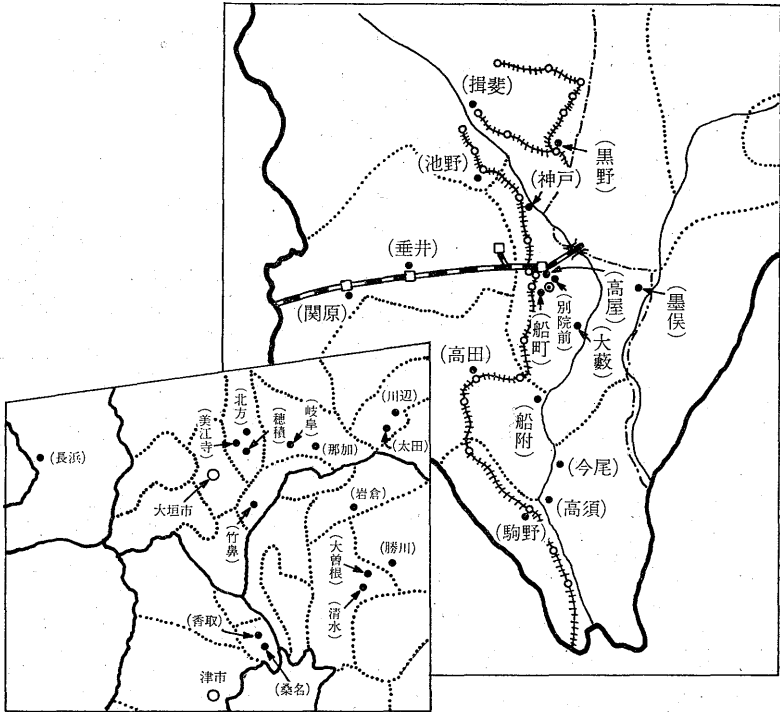 (揖斐)
(黒野)
(池野)
(神戸)
(垂井)
(関原)
(高屋)
(別院前)
(船町)
(墨俣)
(大藪)
(高田)
(船附)
(今尾)
(高須)
(駒野)
(長浜)
(美江寺)
(北方)
(穂積)
(岐阜)
(那加)
(川辺)
(太田)
大垣市
(竹鼻)
(岩倉)
(大曽根)
(勝川)
(清水)
(香取)
(桑名)
津市